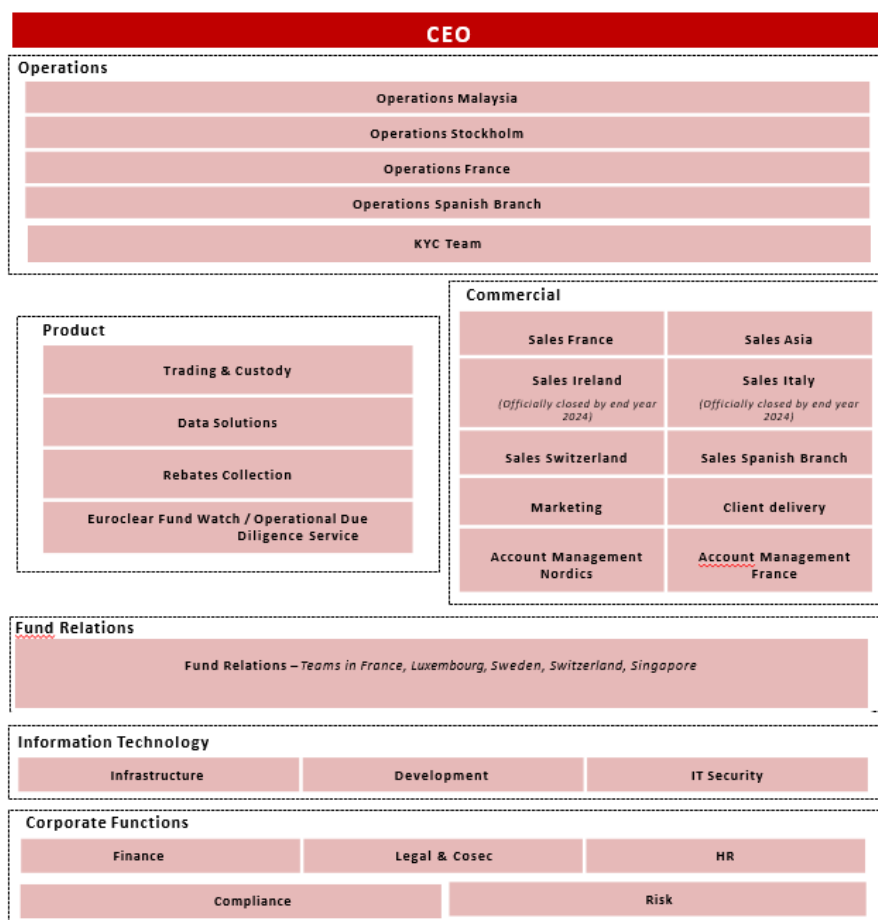 CEO
Operations
Operations Malaysia
Operations Stockholm
Operations France
Operations Spanish Branch
KYC Team
Product
Trading & Custody
Data Solutions
Rebates Collection
Euroclear Fund Watch / Operational Due
Diligence Service
Commercial
Sales France
Sales Asia
Sales Ireland
(Officially closed by end year
2024)
Sales Italy
(Officially closed by end year
2024)
Sales Switzerland
Sales Spanish Branch
Marketing
Client delivery
Account Management
Nordics
Account Management
France
Fund Relations
Fund Relations – Teams in France, Luxembourg, Sweden, Switzerland, Singapore
Information Technology
Infrastructure
Development
IT Security
Corporate Functions
Finance
Legal & Cosec
HR
Compliance
Risk